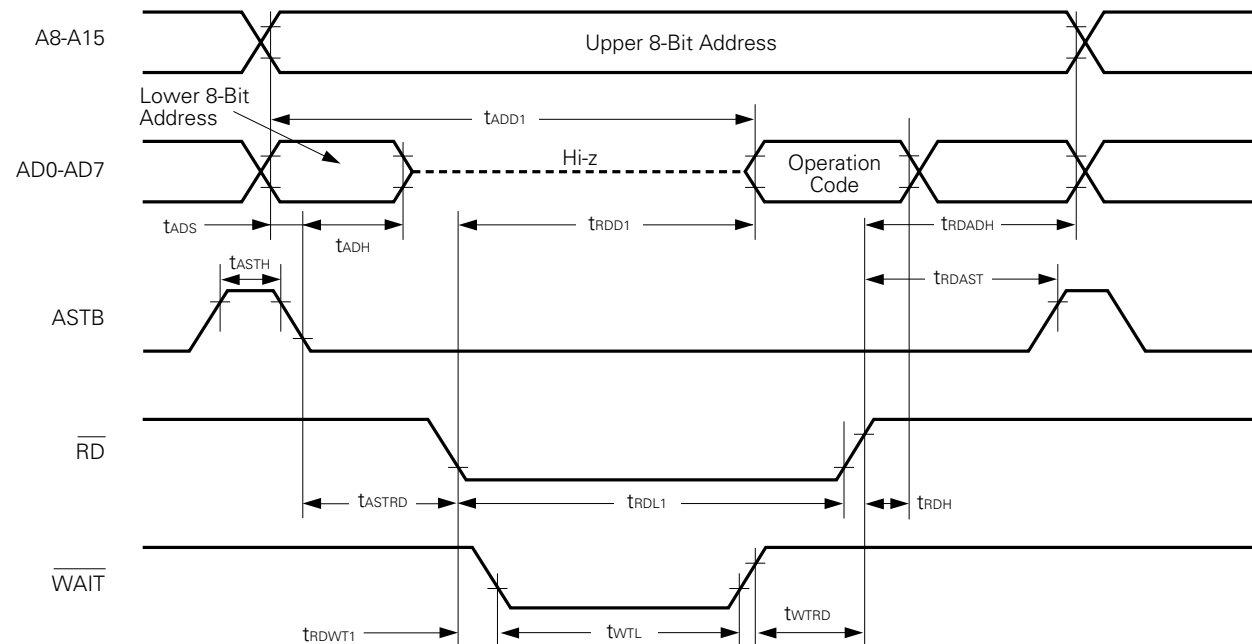 A8-A15
Upper 8-Bit Address
Lower 8-Bit
Address
tADD1
AD0-AD7
Hi-z
Operation
Code
tADS
tADH
tRDD1
tRDADH
tASTH
tRDAST
ASTB
RD
tASTRD
tRDL1
tRDH
WAIT
tRDWT1
tWTL
tWTRD